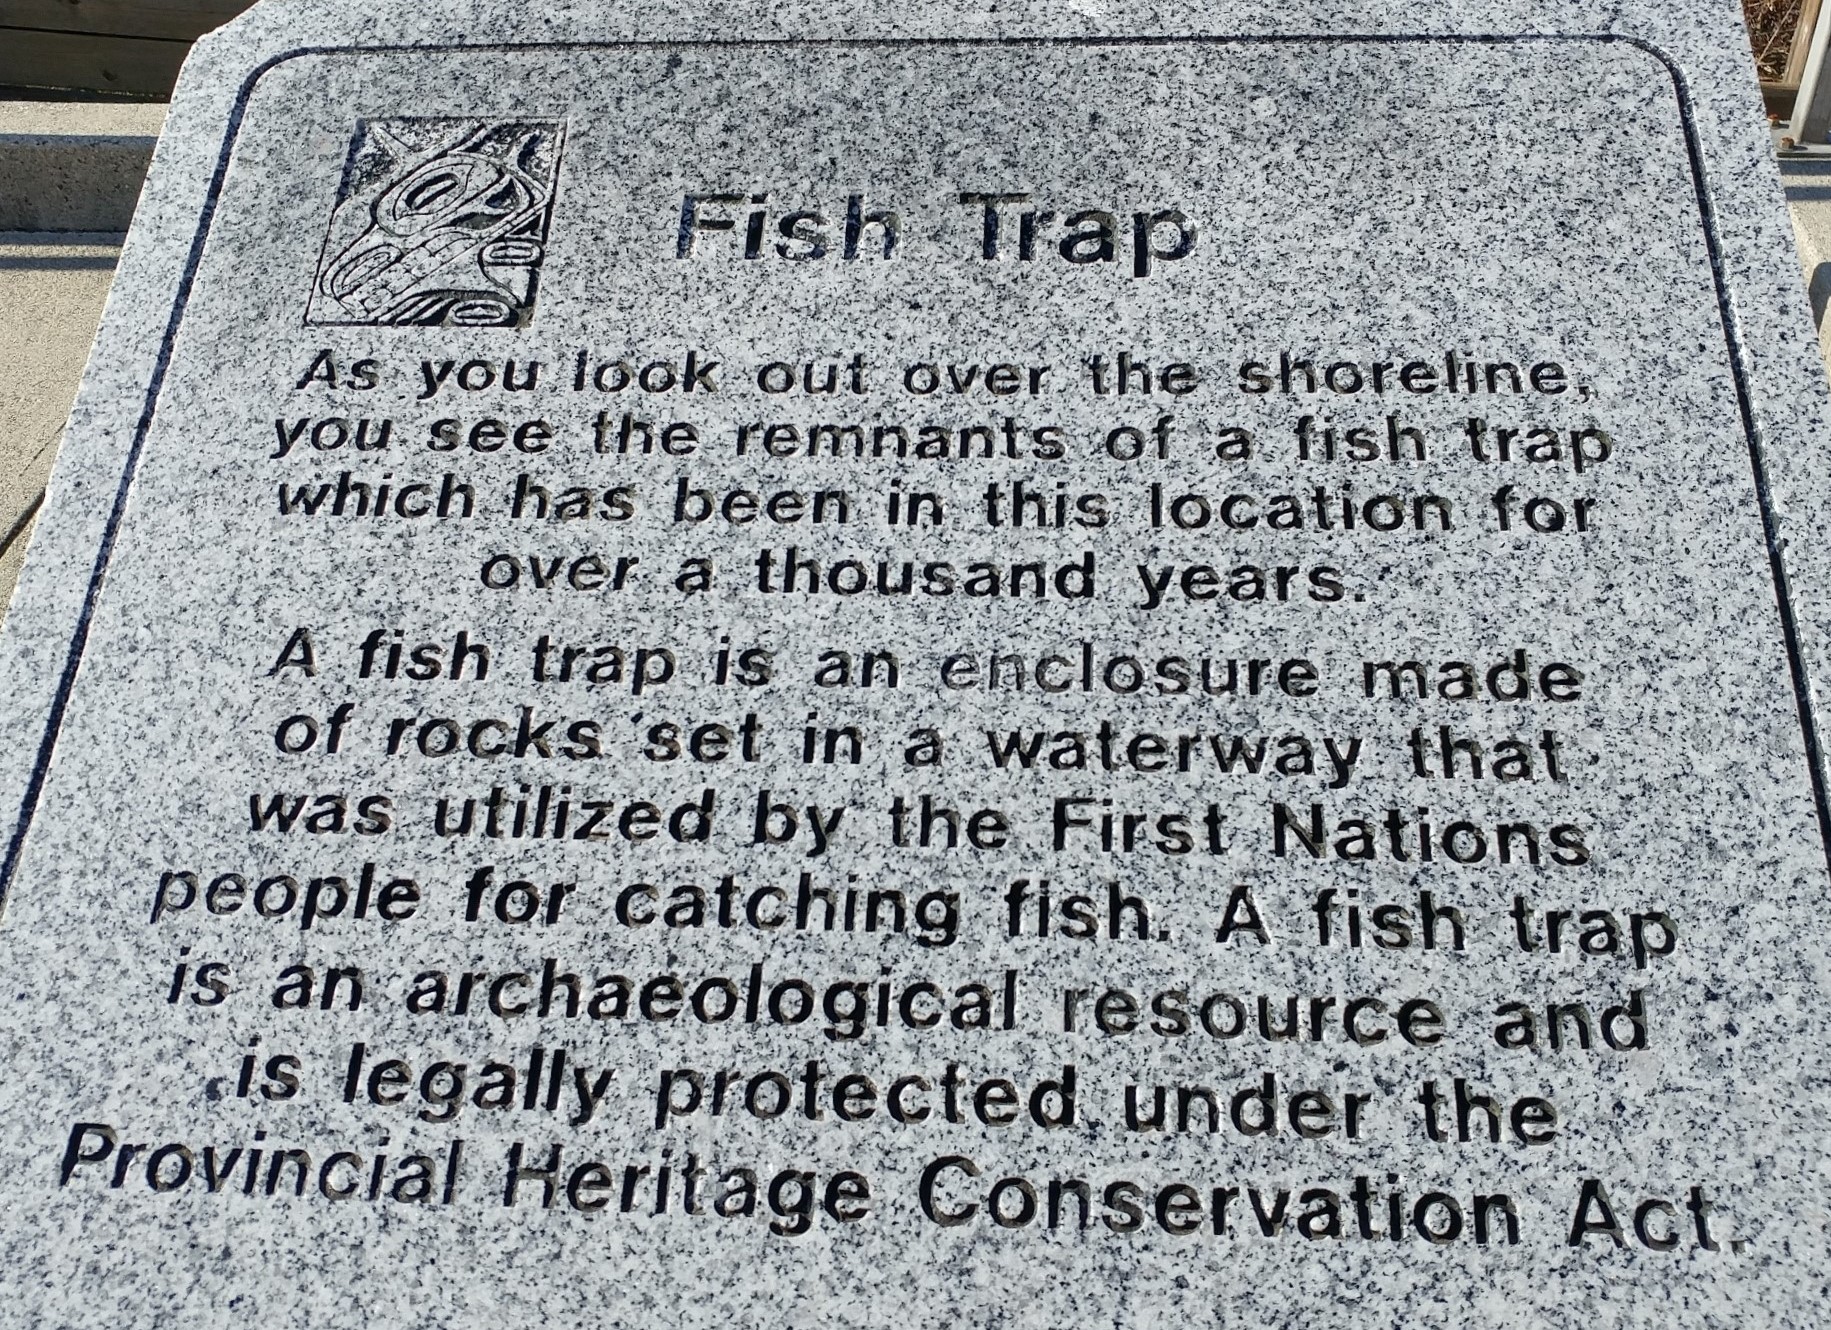 Fish Trap
As you look out over the shoreline,
you see the remnants of a fish trap
which has been in this location for
over a thousand years.
A fish trap is an enclosure made
of rocks set in a waterway that
was utilized by the First Nations
people for catching fish. A fish trap
is an archaeological resource and
is legally protected under the
Provincial Heritage Conservation Act.